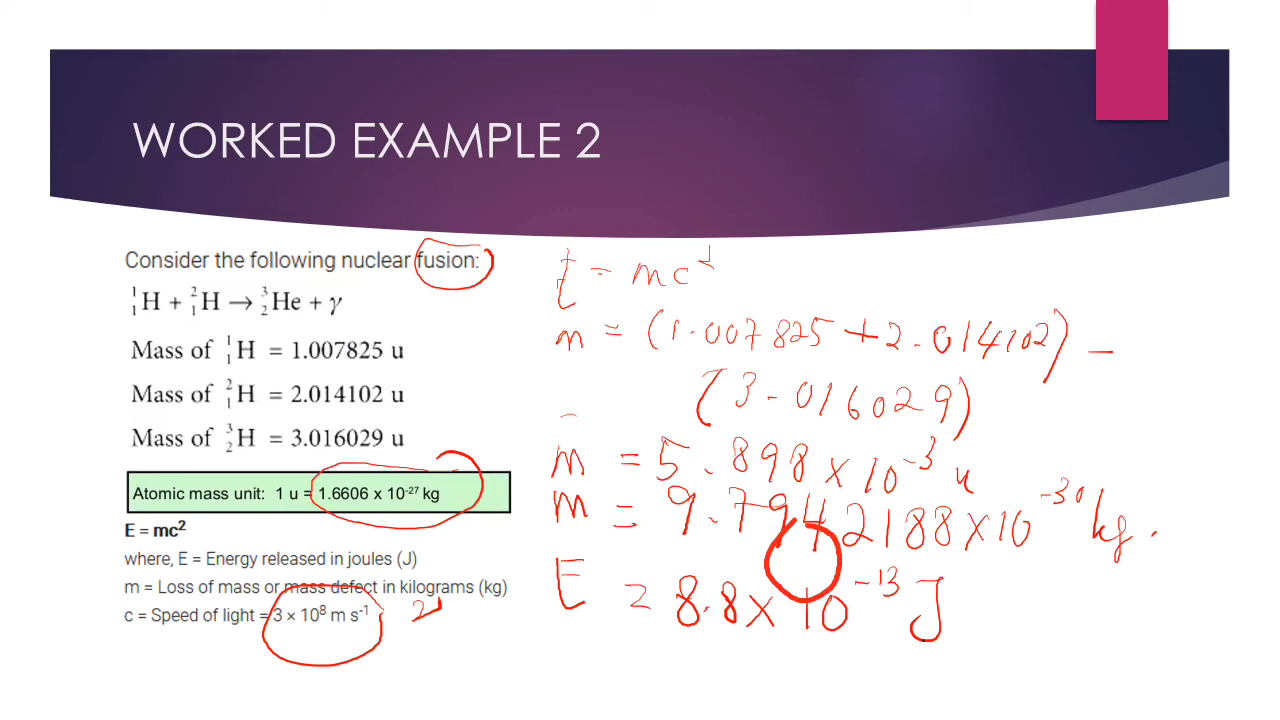 WORKED EXAMPLE 2
Consider the following nuclear fusion:
¹₁H + ²₁H → ³₂He + γ
Mass of ¹₁H = 1.007825 u
Mass of ²₁H = 2.014102 u
Mass of ³₂H = 3.016029 u
Atomic mass unit: 1 u = 1.6606 x 10⁻²⁷ kg
E = mc²
where, E = Energy released in joules (J)
m = Loss of mass or mass defect in kilograms (kg)
c = Speed of light = 3 × 10⁸ m s⁻¹
E = mc²
m = (1.007825 + 2.014102) –
(3.016029)
m = 5.898 × 10⁻³ u
m = 9.7942188 × 10⁻³⁰ kg.
E = 8.8 × 10⁻¹³ J